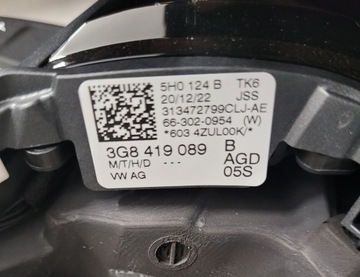 5H0 124 B TK6
20/12/22 JSS
313472799CLJ-AE
66-302-0954 (W)
*603 4ZUL00K/*
3G8 419 089 B
M/T/H/D --- AGD
VW AG 05S